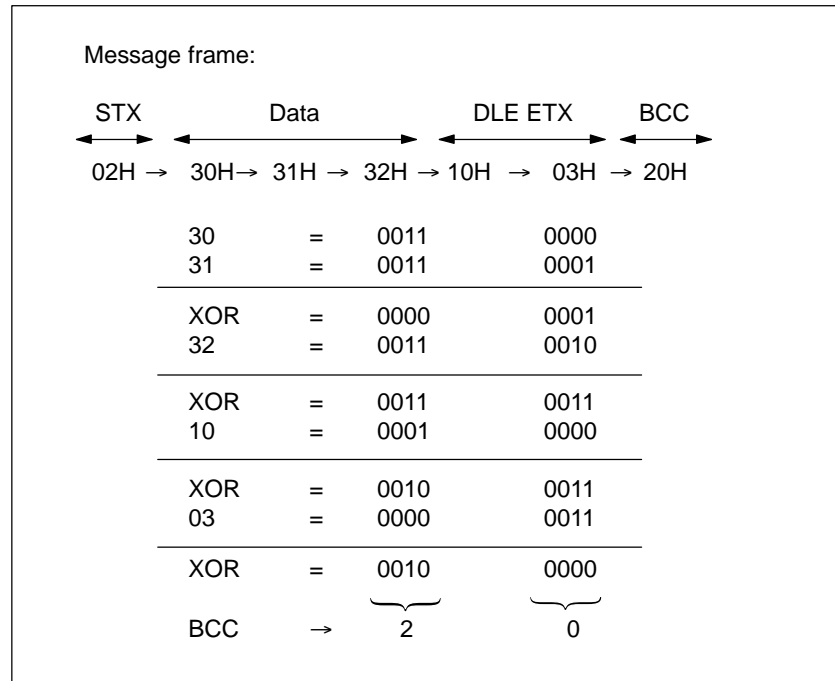 Message frame:
STX Data DLE ETX BCC
02H → 30H→ 31H → 32H → 10H → 03H → 20H
30 = 0011 0000
31 = 0011 0001
XOR = 0000 0001
32 = 0011 0010
XOR = 0011 0011
10 = 0001 0000
XOR = 0010 0011
03 = 0000 0011
XOR = 0010 0000
BCC → 2 0